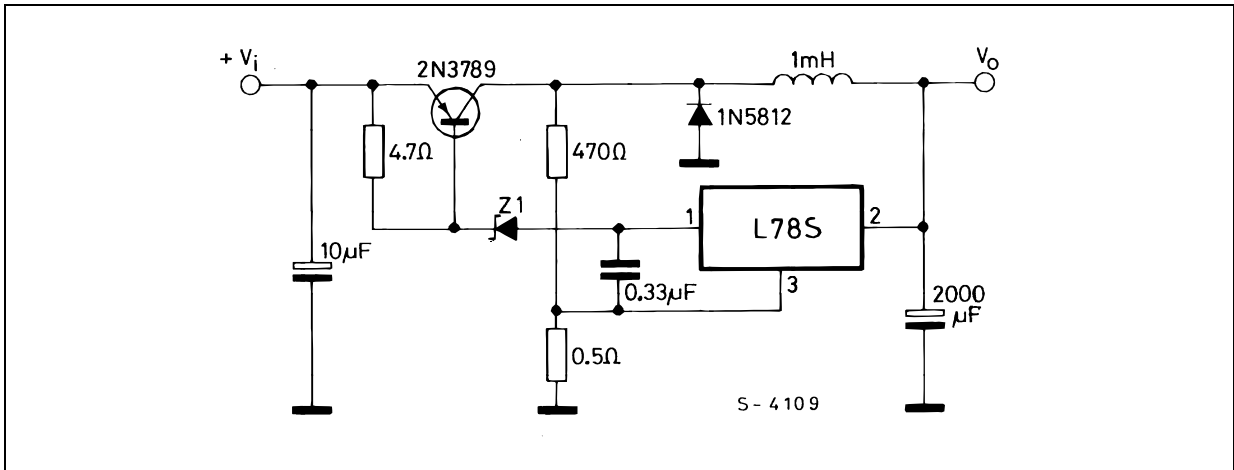 + Vi
2N3789
1mH
Vo
4.7Ω
470Ω
1N5812
Z1
1
L78S
2
10µF
0.33µF
3
2000
µF
0.5Ω
S-4109